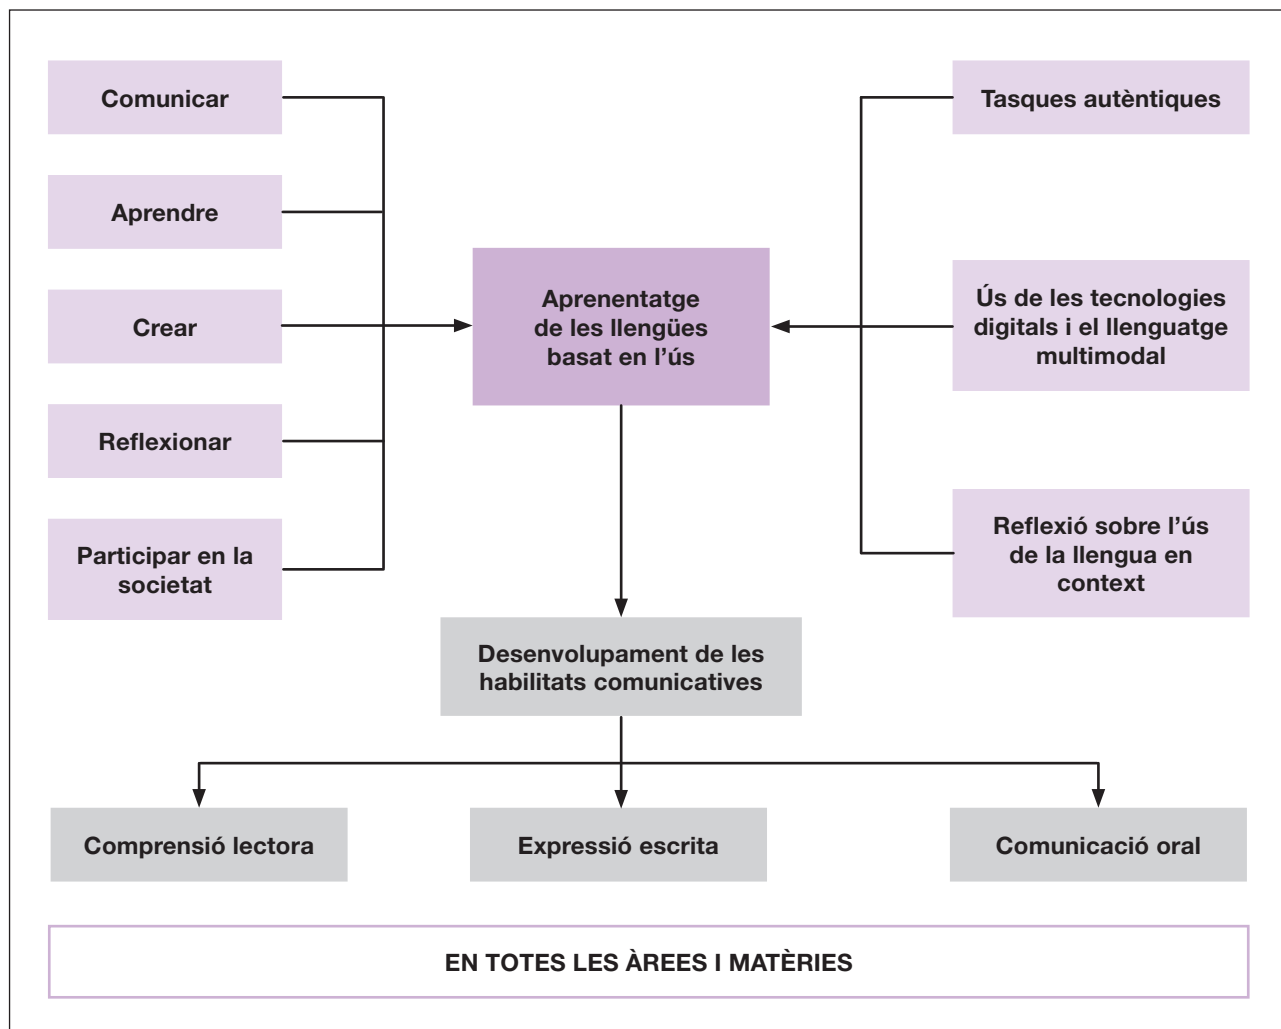 Comunicar
Aprendre
Crear
Reflexionar
Participar en la
societat
Aprenentatge
de les llengües
basat en l’ús
Tasques autèntiques
Ús de les tecnologies
digitals i el llenguatge
multimodal
Reflexió sobre l’ús
de la llengua en
context
Desenvolupament de les
habilitats comunicatives
Comprensió lectora
Expressió escrita
Comunicació oral
EN TOTES LES ÀREES I MATÈRIES